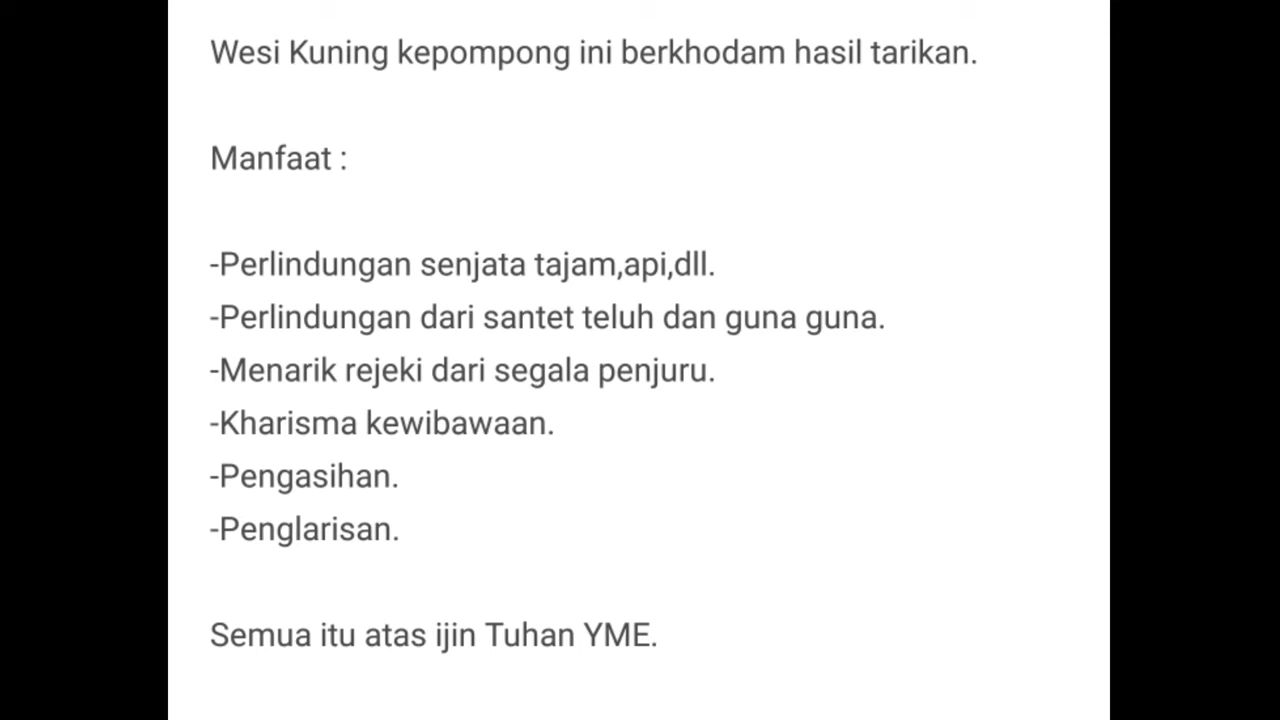 Wesi Kuning kepompong ini berkhodam hasil tarikan.
Manfaat :
-Perlindungan senjata tajam,api,dll.
-Perlindungan dari santet teluh dan guna guna.
-Menarik rejeki dari segala penjuru.
-Kharisma kewibawaan.
-Pengasihan.
-Penglarisan.
Semua itu atas ijin Tuhan YME.